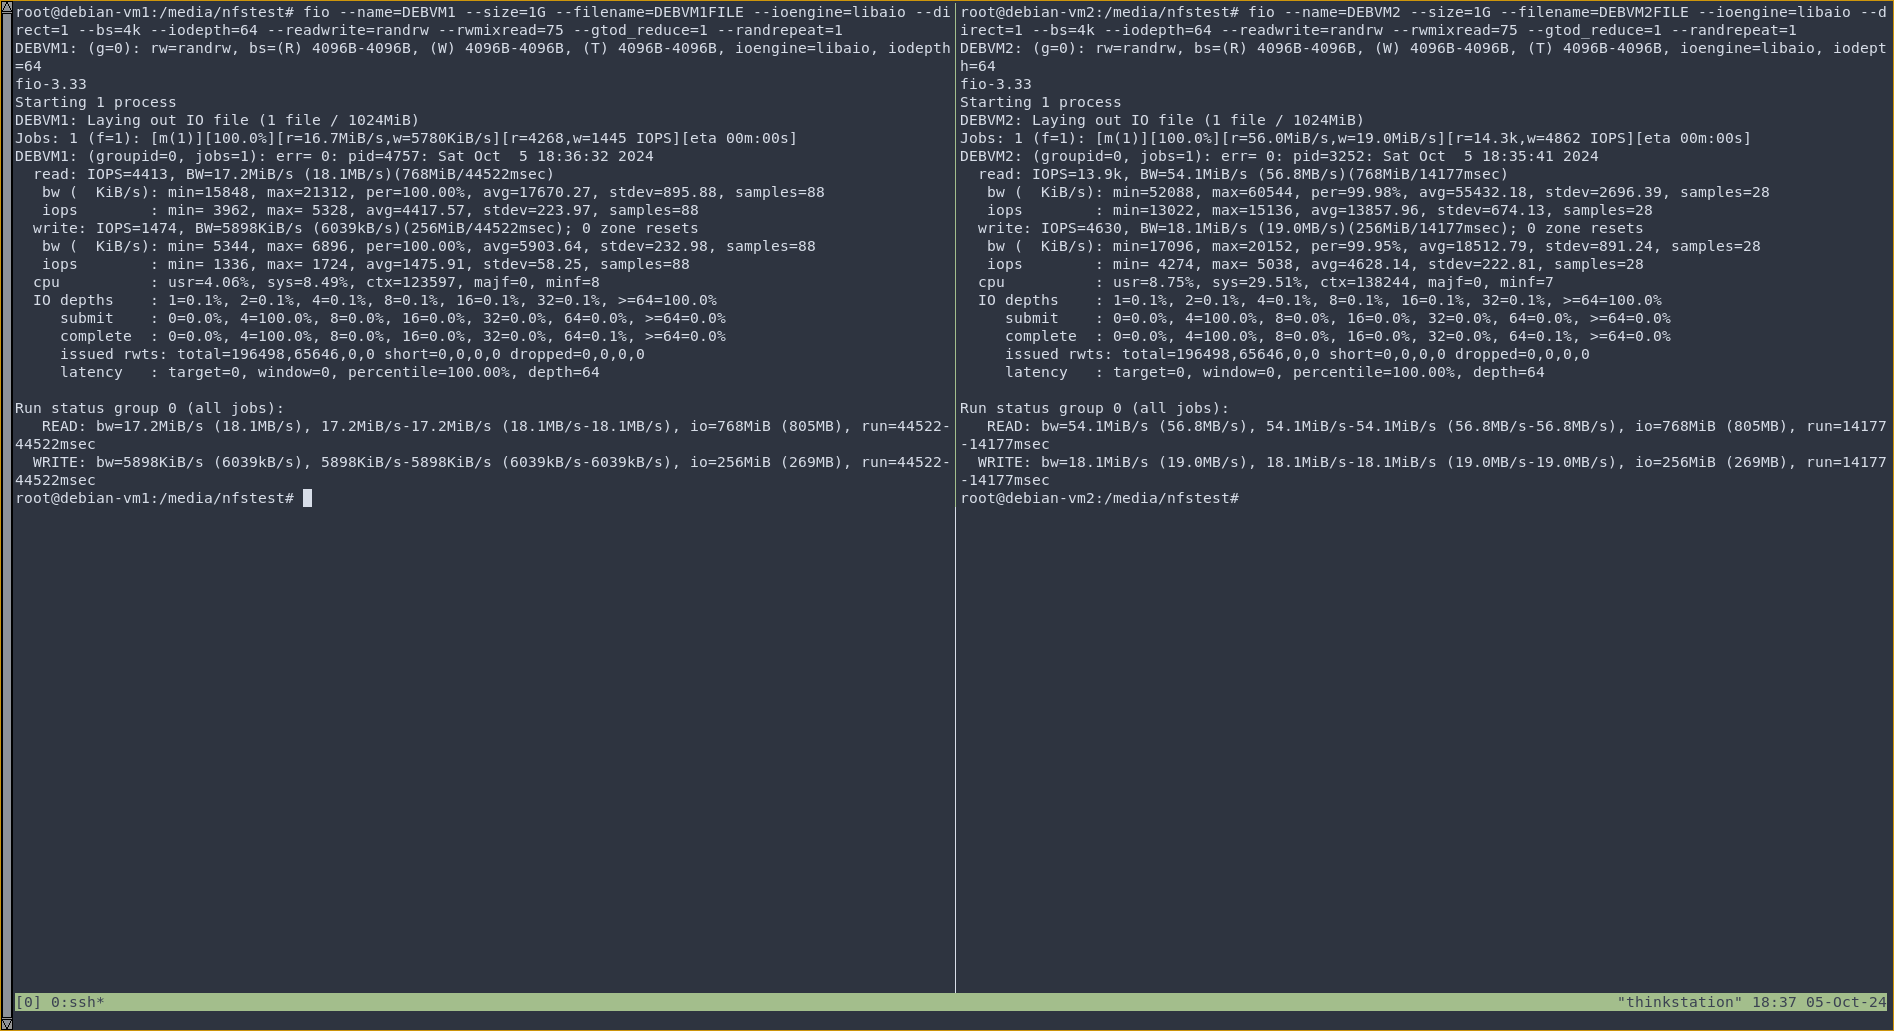 root@debian-vm1:/media/nfstest# fio --name=DEBVM1 --size=1G --filename=DEBVM1FILE --ioengine=libaio --di
rect=1 --bs=4k --iodepth=64 --readwrite=randrw --rwmixread=75 --gtod_reduce=1 --randrepeat=1
DEBVM1: (g=0): rw=randrw, bs=(R) 4096B-4096B, (W) 4096B-4096B, (T) 4096B-4096B, ioengine=libaio, iodepth
=64
fio-3.33
Starting 1 process
DEBVM1: Laying out IO file (1 file / 1024MiB)
Jobs: 1 (f=1): [m(1)][100.0%][r=16.7MiB/s,w=5780KiB/s][r=4268,w=1445 IOPS][eta 00m:00s]
DEBVM1: (groupid=0, jobs=1): err= 0: pid=4757: Sat Oct  5 18:36:32 2024
  read: IOPS=4413, BW=17.2MiB/s (18.1MB/s)(768MiB/44522msec)
   bw (  KiB/s): min=15848, max=21312, per=100.00%, avg=17670.27, stdev=895.88, samples=88
   iops        : min= 3962, max= 5328, avg=4417.57, stdev=223.97, samples=88
  write: IOPS=1474, BW=5898KiB/s (6039kB/s)(256MiB/44522msec); 0 zone resets
   bw (  KiB/s): min= 5344, max= 6896, per=100.00%, avg=5903.64, stdev=232.98, samples=88
   iops        : min= 1336, max= 1724, avg=1475.91, stdev=58.25, samples=88
  cpu          : usr=4.06%, sys=8.49%, ctx=123597, majf=0, minf=8
  IO depths    : 1=0.1%, 2=0.1%, 4=0.1%, 8=0.1%, 16=0.1%, 32=0.1%, >=64=100.0%
     submit    : 0=0.0%, 4=100.0%, 8=0.0%, 16=0.0%, 32=0.0%, 64=0.0%, >=64=0.0%
     complete  : 0=0.0%, 4=100.0%, 8=0.0%, 16=0.0%, 32=0.0%, 64=0.1%, >=64=0.0%
     issued rwts: total=196498,65646,0,0 short=0,0,0,0 dropped=0,0,0,0
     latency   : target=0, window=0, percentile=100.00%, depth=64
Run status group 0 (all jobs):
   READ: bw=17.2MiB/s (18.1MB/s), 17.2MiB/s-17.2MiB/s (18.1MB/s-18.1MB/s), io=768MiB (805MB), run=44522-
44522msec
  WRITE: bw=5898KiB/s (6039kB/s), 5898KiB/s-5898KiB/s (6039kB/s-6039kB/s), io=256MiB (269MB), run=44522-
44522msec
root@debian-vm1:/media/nfstest#
root@debian-vm2:/media/nfstest# fio --name=DEBVM2 --size=1G --filename=DEBVM2FILE --ioengine=libaio --d
irect=1 --bs=4k --iodepth=64 --readwrite=randrw --rwmixread=75 --gtod_reduce=1 --randrepeat=1
DEBVM2: (g=0): rw=randrw, bs=(R) 4096B-4096B, (W) 4096B-4096B, (T) 4096B-4096B, ioengine=libaio, iodept
h=64
fio-3.33
Starting 1 process
DEBVM2: Laying out IO file (1 file / 1024MiB)
Jobs: 1 (f=1): [m(1)][100.0%][r=56.0MiB/s,w=19.0MiB/s][r=14.3k,w=4862 IOPS][eta 00m:00s]
DEBVM2: (groupid=0, jobs=1): err= 0: pid=3252: Sat Oct  5 18:35:41 2024
  read: IOPS=13.9k, BW=54.1MiB/s (56.8MB/s)(768MiB/14177msec)
   bw (  KiB/s): min=52088, max=60544, per=99.98%, avg=55432.18, stdev=2696.39, samples=28
   iops        : min=13022, max=15136, avg=13857.96, stdev=674.13, samples=28
  write: IOPS=4630, BW=18.1MiB/s (19.0MB/s)(256MiB/14177msec); 0 zone resets
   bw (  KiB/s): min=17096, max=20152, per=99.95%, avg=18512.79, stdev=891.24, samples=28
   iops        : min= 4274, max= 5038, avg=4628.14, stdev=222.81, samples=28
  cpu          : usr=8.75%, sys=29.51%, ctx=138244, majf=0, minf=7
  IO depths    : 1=0.1%, 2=0.1%, 4=0.1%, 8=0.1%, 16=0.1%, 32=0.1%, >=64=100.0%
     submit    : 0=0.0%, 4=100.0%, 8=0.0%, 16=0.0%, 32=0.0%, 64=0.0%, >=64=0.0%
     complete  : 0=0.0%, 4=100.0%, 8=0.0%, 16=0.0%, 32=0.0%, 64=0.1%, >=64=0.0%
     issued rwts: total=196498,65646,0,0 short=0,0,0,0 dropped=0,0,0,0
     latency   : target=0, window=0, percentile=100.00%, depth=64
Run status group 0 (all jobs):
   READ: bw=54.1MiB/s (56.8MB/s), 54.1MiB/s-54.1MiB/s (56.8MB/s-56.8MB/s), io=768MiB (805MB), run=14177
-14177msec
  WRITE: bw=18.1MiB/s (19.0MB/s), 18.1MiB/s-18.1MiB/s (19.0MB/s-19.0MB/s), io=256MiB (269MB), run=14177
-14177msec
root@debian-vm2:/media/nfstest#
[0] 0:ssh* "thinkstation" 18:37 05-Oct-24